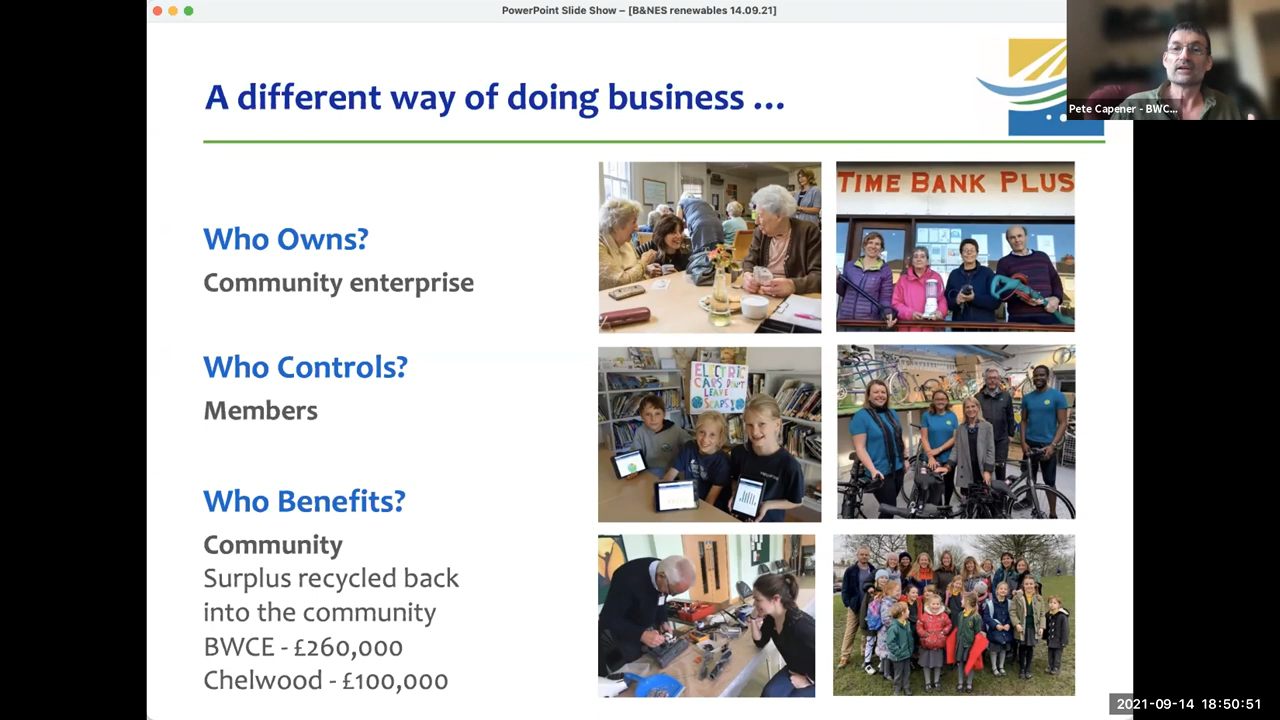 PowerPoint Slide Show – [B&NES renewables 14.09.21]
Pete Capener - BWC...
A different way of doing business ...
Who Owns?
Community enterprise
Who Controls?
Members
Who Benefits?
Community
Surplus recycled back
into the community
BWCE - £260,000
Chelwood - £100,000
TIME BANK PLUS
ELECTRIC
CARS DON'T
LEAVE
SCARS!
2021-09-14 18:50:51